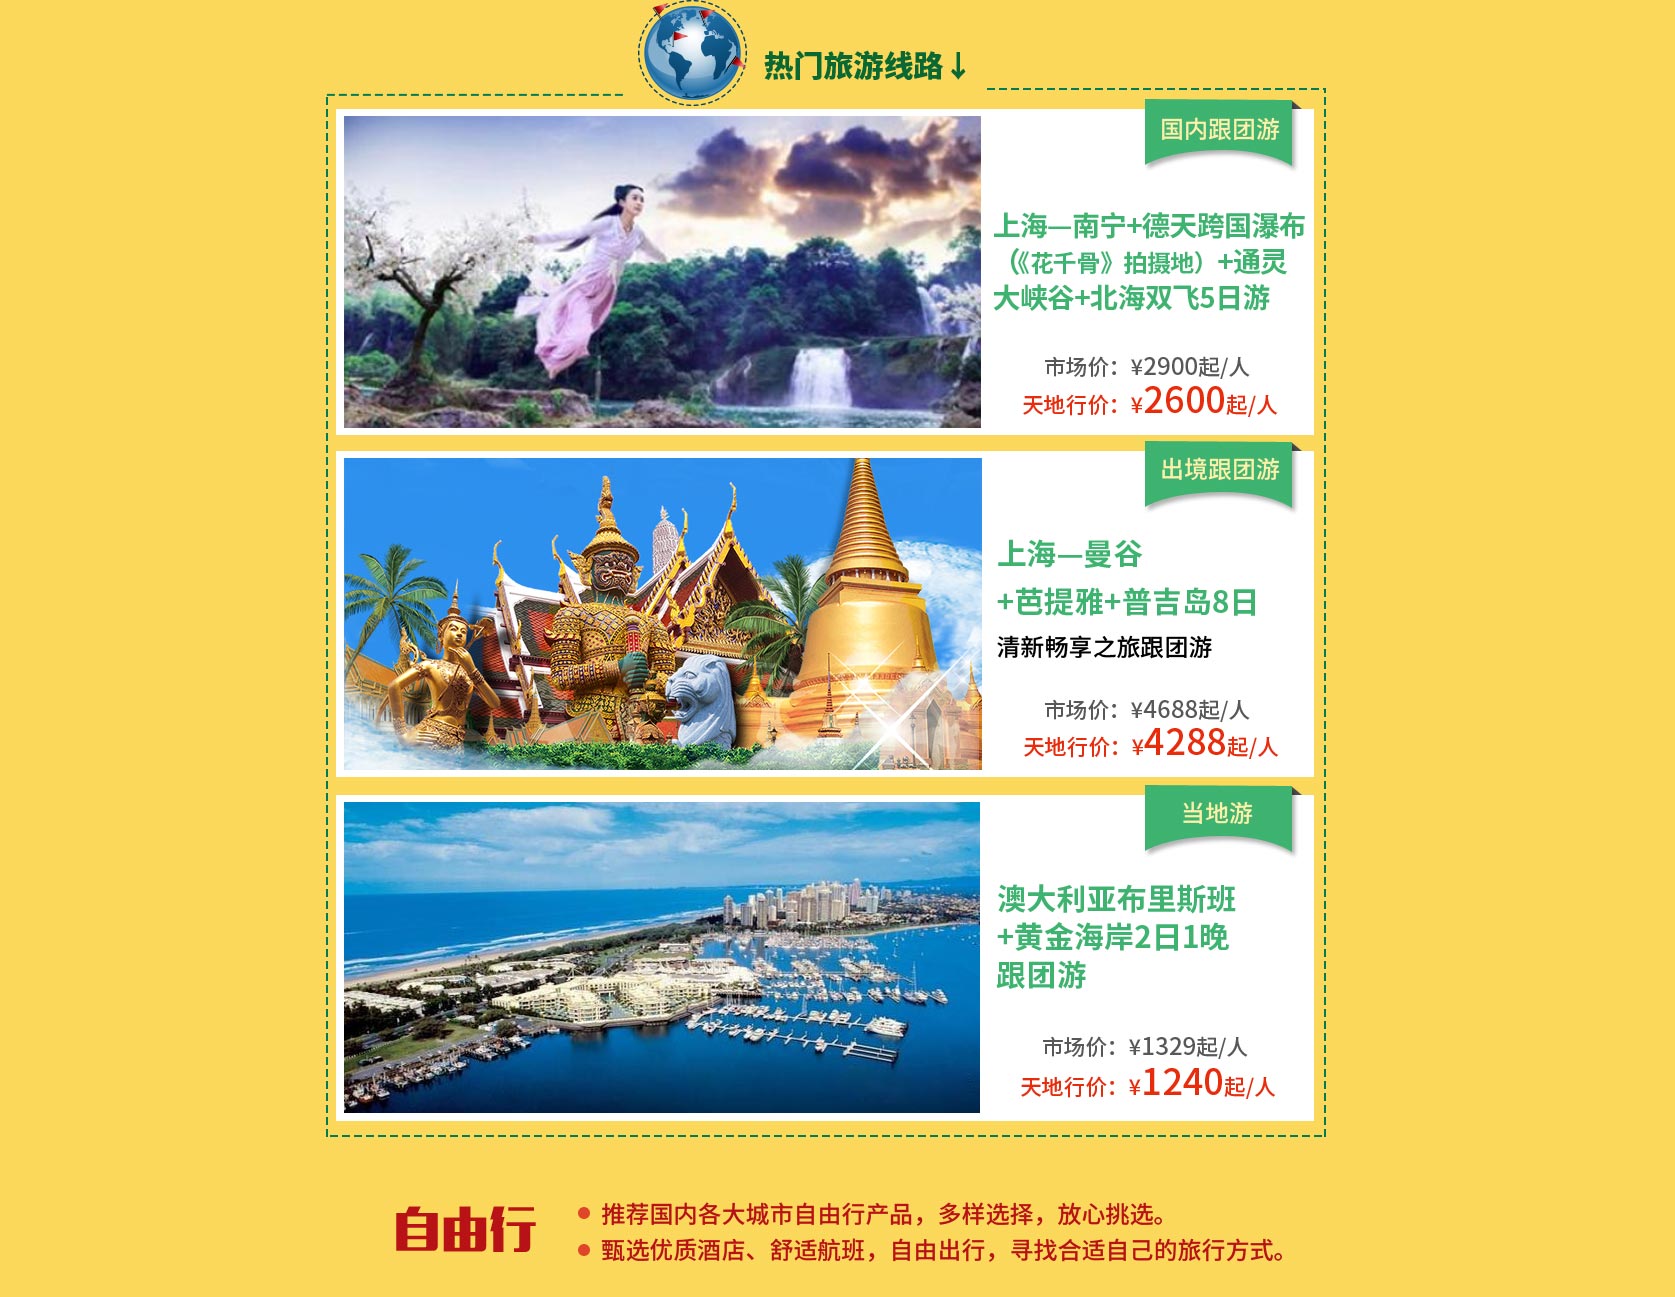 热门旅游线路↓
国内跟团游
上海—南宁+德天跨国瀑布
（《花千骨》拍摄地）+通灵
大峡谷+北海双飞5日游
市场价：¥2900起/人
天地行价：¥2600起/人
出境跟团游
上海—曼谷
+芭提雅+普吉岛8日
清新畅享之旅跟团游
市场价：¥4688起/人
天地行价：¥4288起/人
当地游
澳大利亚布里斯班
+黄金海岸2日1晚
跟团游
市场价：¥1329起/人
天地行价：¥1240起/人
自由行
● 推荐国内各大城市自由行产品，多样选择，放心挑选。
● 甄选优质酒店、舒适航班，自由出行，寻找合适自己的旅行方式。